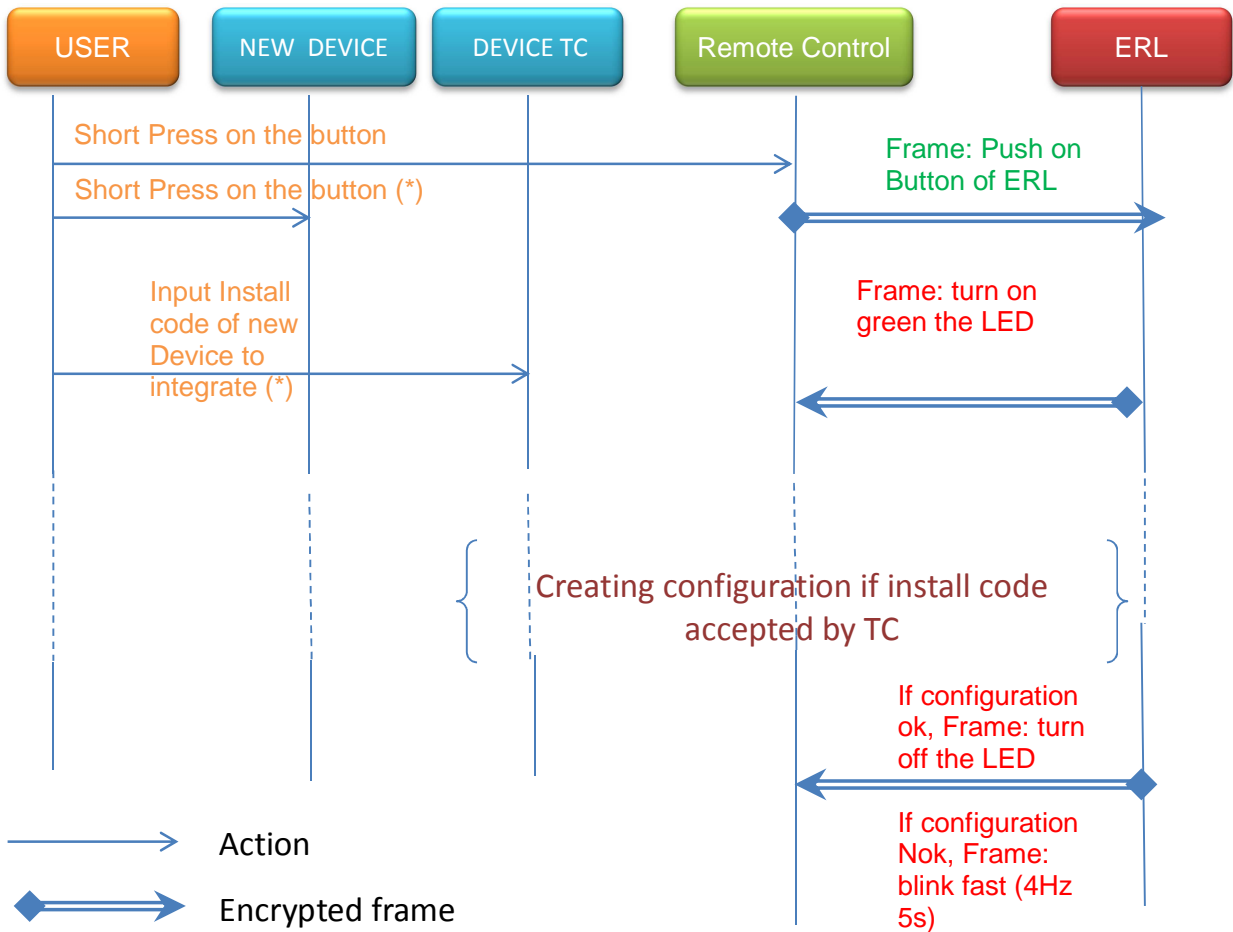 USER
NEW DEVICE
DEVICE TC
Remote Control
ERL
Short Press on the button
Frame: Push on
Button of ERL
Short Press on the button (*)
Input Install
code of new
Device to
integrate (*)
Frame: turn on
green the LED
Creating configuration if install code
accepted by TC
If configuration
ok, Frame: turn
off the LED
If configuration
Nok, Frame:
blink fast (4Hz
5s)
Action
Encrypted frame